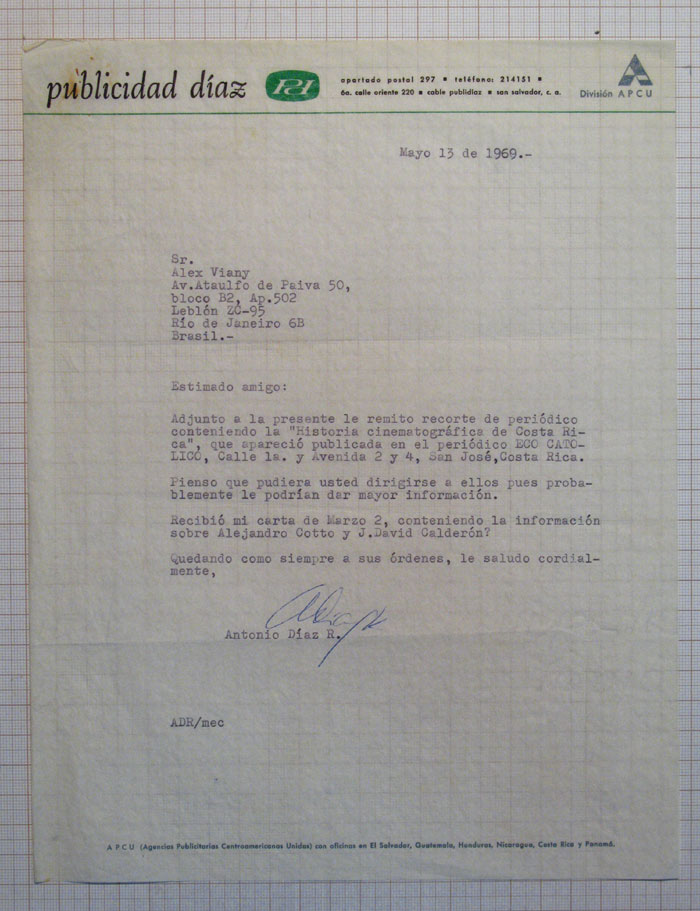 publicidad díaz
PD
apartado postal 297 ■ teléfono: 214151 ■
6a. calle oriente 220 ■ cable publidiaz ■ san salvador, c. a.
División APCU
Mayo 13 de 1969.-
Sr.
Alex Viany
Av.Ataulfo de Paiva 50,
bloco B2, Ap.502
Leblón ZC-95
Río de Janeiro 6B
Brasil.-
Estimado amigo:
Adjunto a la presente le remito recorte de periódico
conteniendo la "Historia cinematográfica de Costa Ri-
ca", que apareció publicada en el periódico ECO CATO-
LICO, Calle 1a. y Avenida 2 y 4, San José,Costa Rica.
Pienso que pudiera usted dirigirse a ellos pues proba-
blemente le podrían dar mayor información.
Recibió mi carta de Marzo 2, conteniendo la información
sobre Alejandro Cotto y J.David Calderón?
Quedando como siempre a sus órdenes, le saludo cordial-
mente,
Antonio Díaz R.
ADR/mec
APCU (Agencias Publicitarias Centroamericanas Unidas) con oficinas en El Salvador, Guatemala, Honduras, Nicaragua, Costa Rica y Panamá.